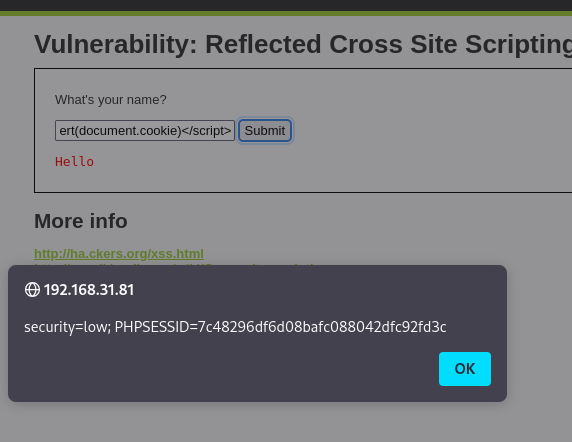 Vulnerability: Reflected Cross Site Scripting
What's your name?
ert(document.cookie)</script> Submit
Hello
More info
http://ha.ckers.org/xss.html
192.168.31.81
security=low; PHPSESSID=7c48296df6d08bafc088042dfc92fd3c
OK